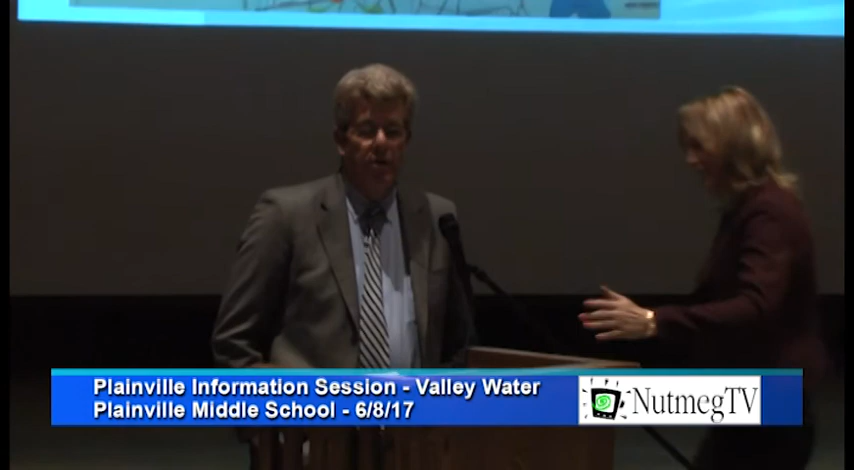 Plainville Information Session - Valley Water
Plainville Middle School - 6/8/17
NutmegTV